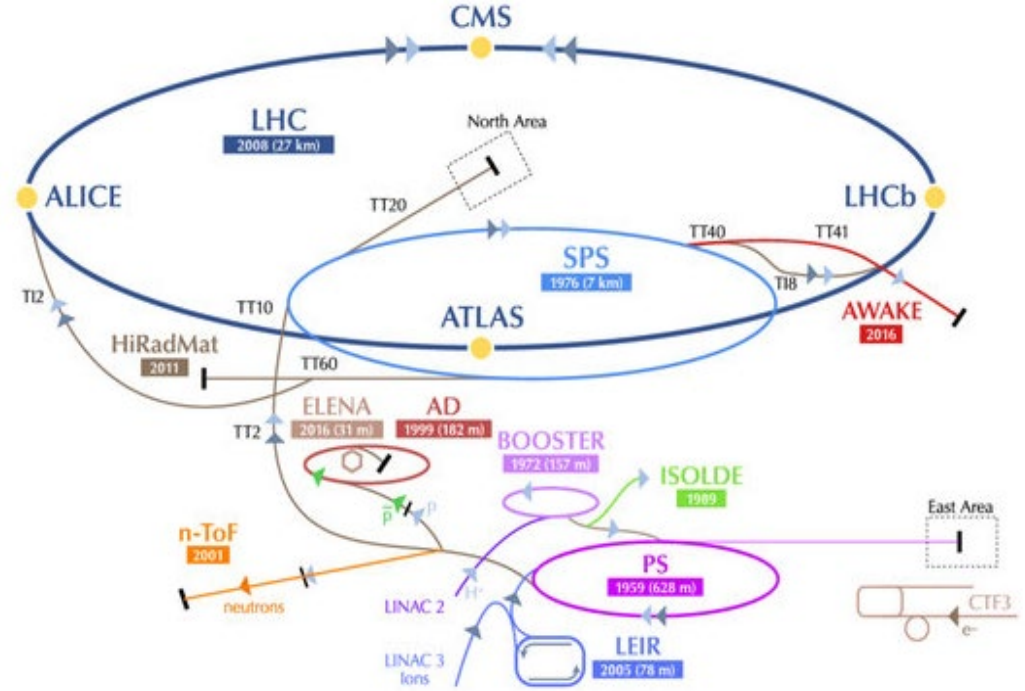 CMS
LHC
2008 (27 km)
North Area
ALICE
LHCb
TT20
TT40
TT41
SPS
1976 (7 km)
TI2
TI8
TT10
ATLAS
AWAKE
2016
HiRadMat
2011
TT60
ELENA
2016 (31 m)
AD
1999 (182 m)
TT2
BOOSTER
1972 (157 m)
ISOLDE
1989
p̄
p
East Area
n-ToF
2001
PS
1959 (628 m)
neutrons
LINAC 2
CTF3
e-
LEIR
2005 (78 m)
LINAC 3
Ions